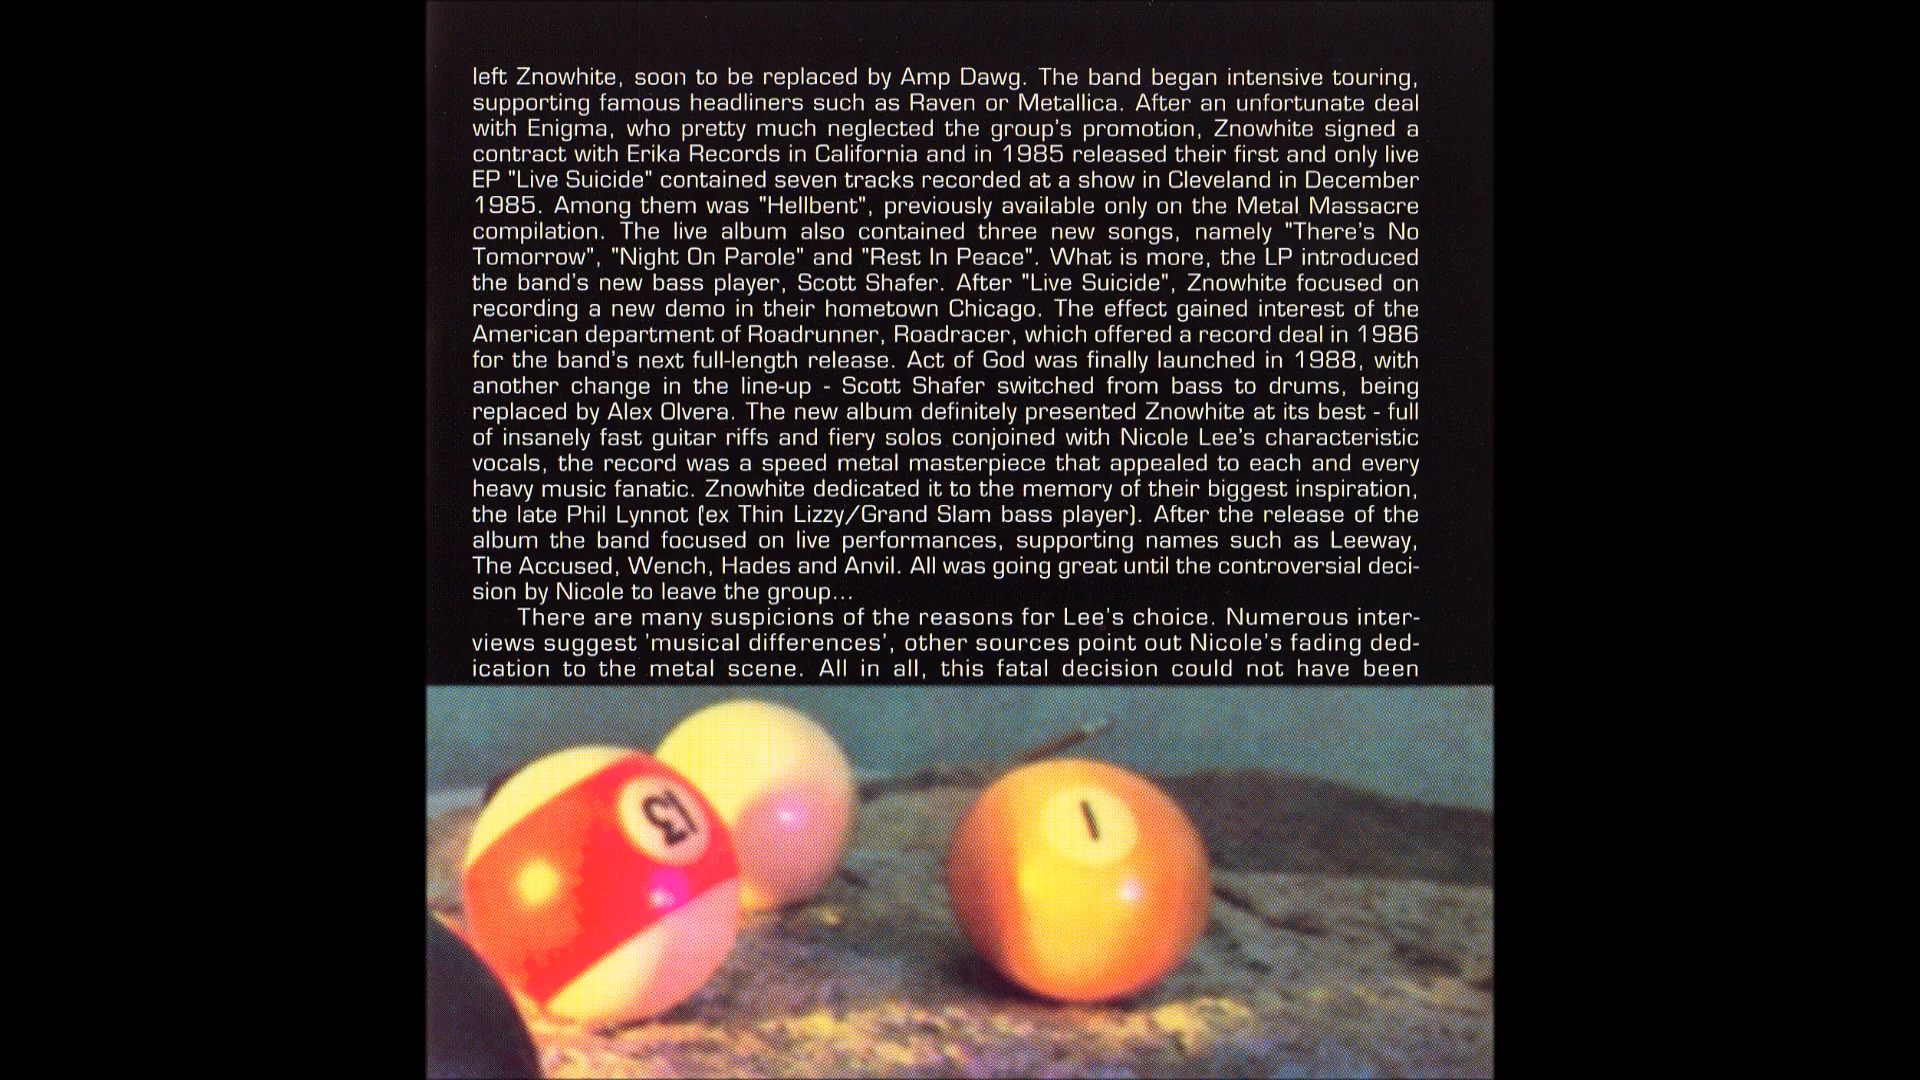 left Znowhite, soon to be replaced by Amp Dawg. The band began intensive touring,
supporting famous headliners such as Raven or Metallica. After an unfortunate deal
with Enigma, who pretty much neglected the group's promotion, Znowhite signed a
contract with Erika Records in California and in 1985 released their first and only live
EP "Live Suicide" contained seven tracks recorded at a show in Cleveland in December
1985. Among them was "Hellbent", previously available only on the Metal Massacre
compilation. The live album also contained three new songs, namely "There's No
Tomorrow", "Night On Parole" and "Rest In Peace". What is more, the LP introduced
the band's new bass player, Scott Shafer. After "Live Suicide", Znowhite focused on
recording a new demo in their hometown Chicago. The effect gained interest of the
American department of Roadrunner, Roadracer, which offered a record deal in 1986
for the band's next full-length release. Act of God was finally launched in 1988, with
another change in the line-up - Scott Shafer switched from bass to drums, being
replaced by Alex Olvera. The new album definitely presented Znowhite at its best - full
of insanely fast guitar riffs and fiery solos conjoined with Nicole Lee's characteristic
vocals, the record was a speed metal masterpiece that appealed to each and every
heavy music fanatic. Znowhite dedicated it to the memory of their biggest inspiration,
the late Phil Lynnot (ex Thin Lizzy/Grand Slam bass player). After the release of the
album the band focused on live performances, supporting names such as Leeway,
The Accused, Wench, Hades and Anvil. All was going great until the controversial deci-
sion by Nicole to leave the group...
There are many suspicions of the reasons for Lee's choice. Numerous inter-
views suggest 'musical differences', other sources point out Nicole's fading ded-
ication to the metal scene. All in all, this fatal decision could not have been
13
1